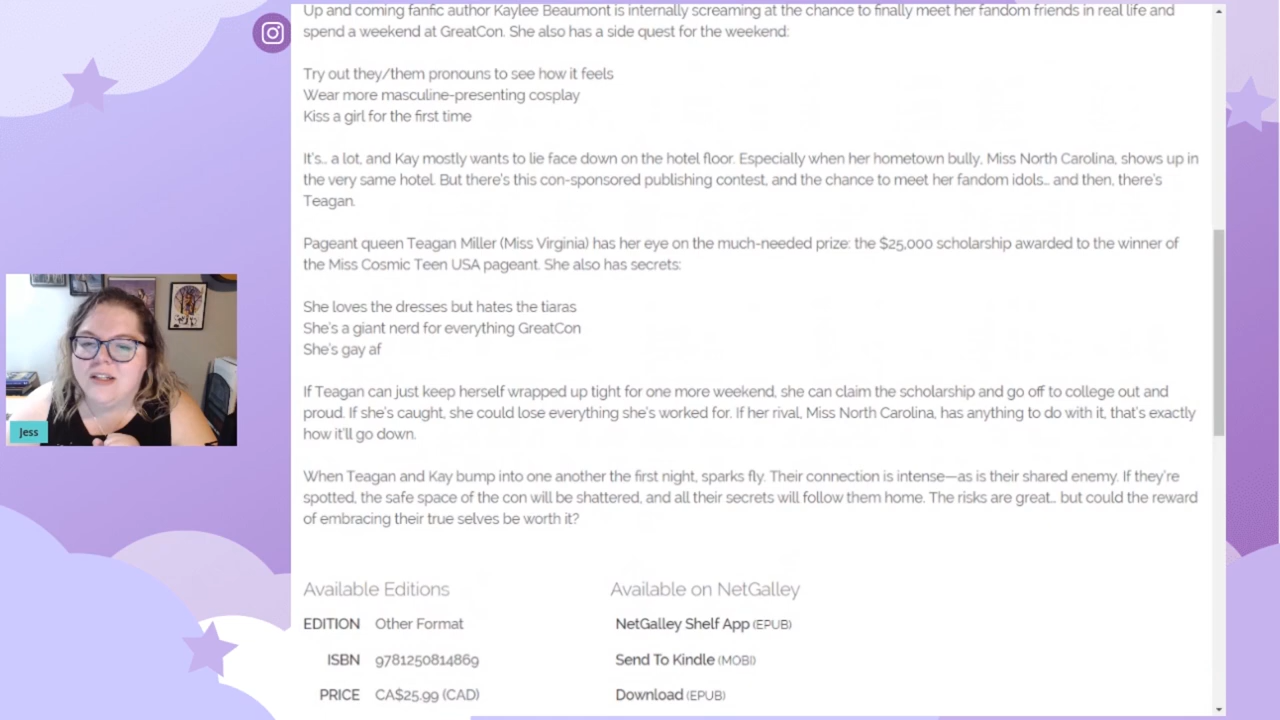 Up and coming fanfic author Kaylee Beaumont is internally screaming at the chance to finally meet her fandom friends in real life and
spend a weekend at GreatCon. She also has a side quest for the weekend:
Try out they/them pronouns to see how it feels
Wear more masculine-presenting cosplay
Kiss a girl for the first time
It's… a lot, and Kay mostly wants to lie face down on the hotel floor. Especially when her hometown bully, Miss North Carolina, shows up in
the very same hotel. But there's this con-sponsored publishing contest, and the chance to meet her fandom idols… and then, there's
Teagan.
Pageant queen Teagan Miller (Miss Virginia) has her eye on the much-needed prize: the $25,000 scholarship awarded to the winner of
the Miss Cosmic Teen USA pageant. She also has secrets:
She loves the dresses but hates the tiaras
She's a giant nerd for everything GreatCon
She's gay af
If Teagan can just keep herself wrapped up tight for one more weekend, she can claim the scholarship and go off to college out and
proud. If she's caught, she could lose everything she's worked for. If her rival, Miss North Carolina, has anything to do with it, that's exactly
how it'll go down.
When Teagan and Kay bump into one another the first night, sparks fly. Their connection is intense—as is their shared enemy. If they're
spotted, the safe space of the con will be shattered, and all their secrets will follow them home. The risks are great… but could the reward
of embracing their true selves be worth it?
Jess
Available Editions
Available on NetGalley
EDITION Other Format
NetGalley Shelf App (EPUB)
ISBN 9781250814869
Send To Kindle (MOBI)
PRICE CA$25.99 (CAD)
Download (EPUB)